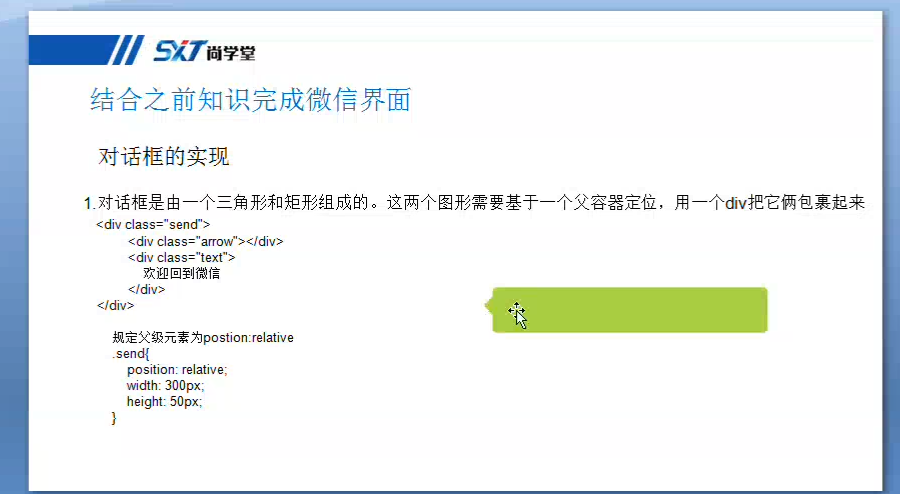 SXT尚学堂
结合之前知识完成微信界面
对话框的实现
1.对话框是由一个三角形和矩形组成的。这两个图形需要基于一个父容器定位，用一个div把它俩包裹起来
<div class="send">
<div class="arrow"></div>
<div class="text">
欢迎回到微信
</div>
</div>
规定父级元素为postion:relative
.send{
position: relative;
width: 300px;
height: 50px;
}